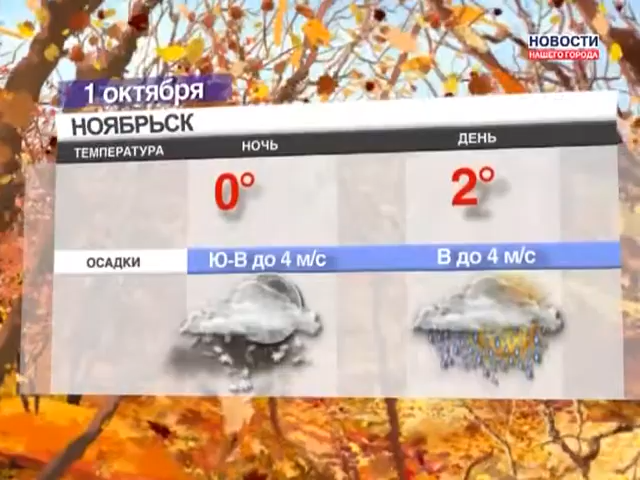 НОВОСТИ
НАШЕГО ГОРОДА
1 октября
НОЯБРЬСК
ТЕМПЕРАТУРА НОЧЬ ДЕНЬ
0° 2°
ОСАДКИ Ю-В до 4 м/с В до 4 м/с